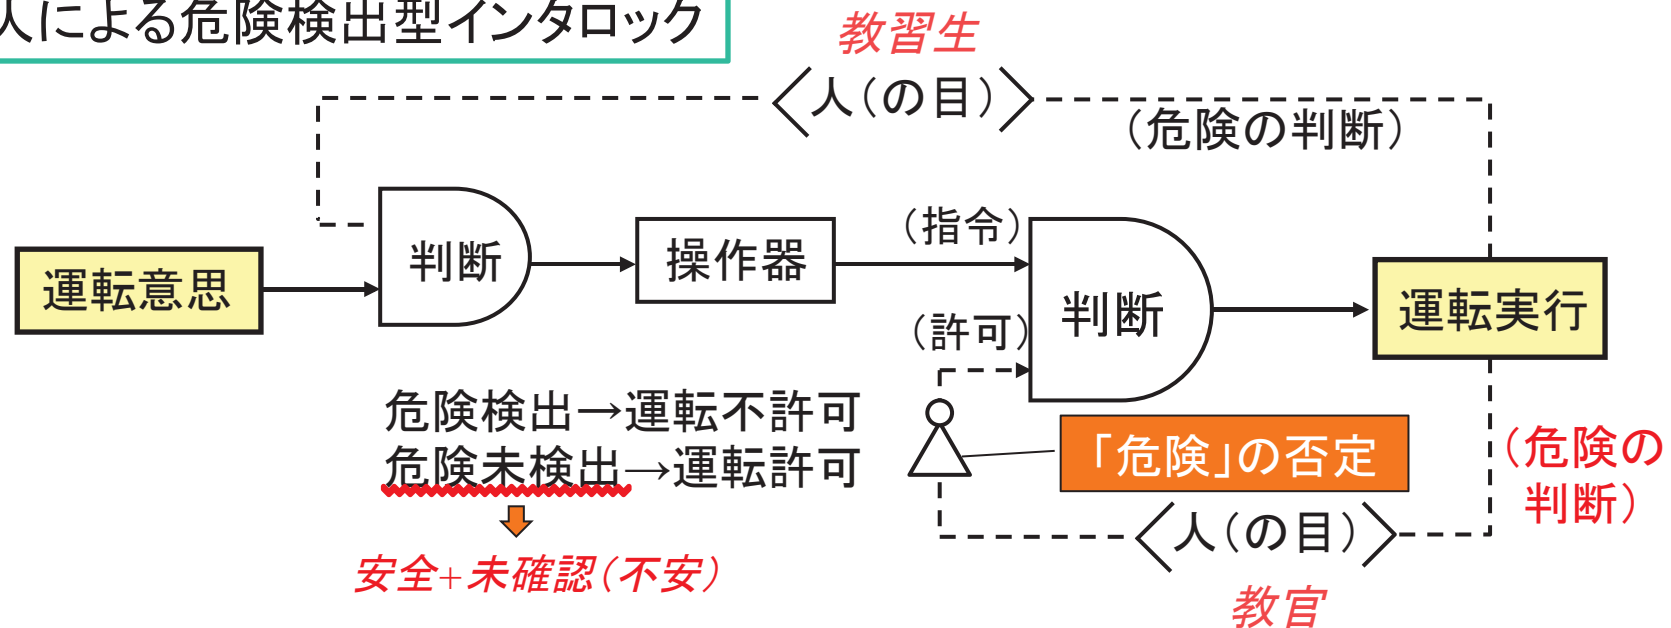 人による危険検出型インタロック
教習生
人(の目)
(危険の判断)
判断
操作器
(指令)
運転意思
判断
運転実行
(許可)
危険検出→運転不許可
危険未検出→運転許可
「危険」の否定
(危険の
判断)
人(の目)
安全+未確認(不安)
教官